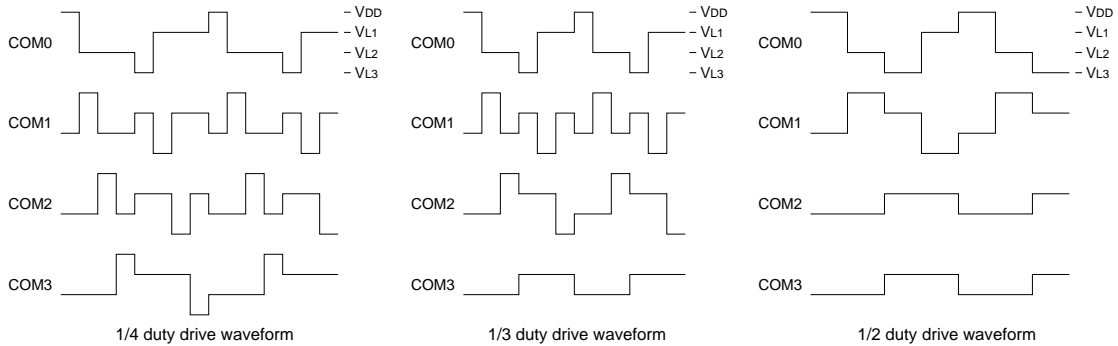 COM0
– VDD
– VL1
– VL2
– VL3
COM1
COM2
COM3
1/4 duty drive waveform
COM0
– VDD
– VL1
– VL2
– VL3
COM1
COM2
COM3
1/3 duty drive waveform
COM0
– VDD
– VL1
– VL2
– VL3
COM1
COM2
COM3
1/2 duty drive waveform